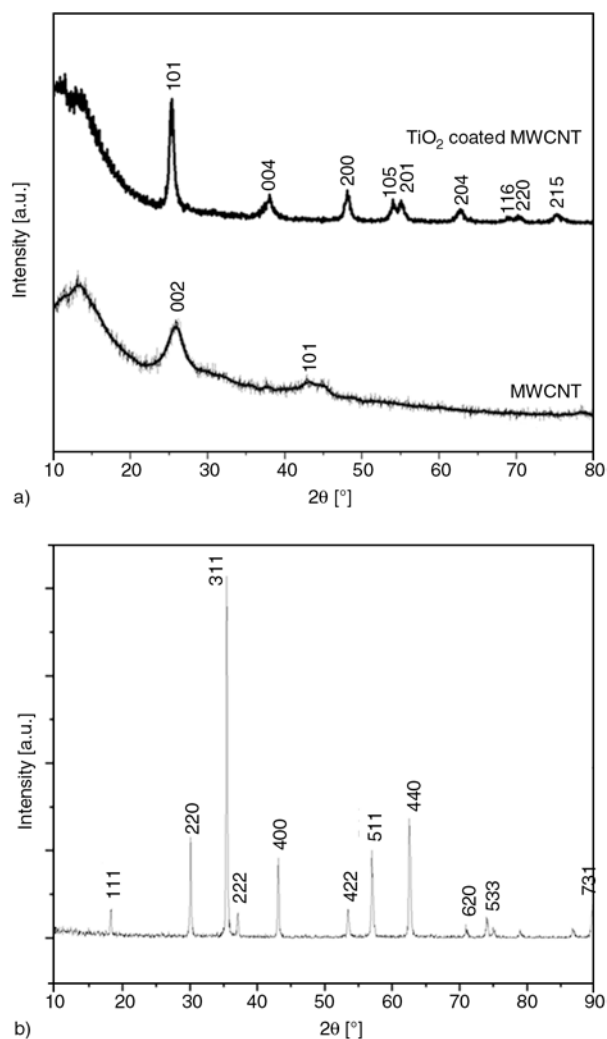 101
TiO2 coated MWCNT
004
200
105
201
204
116
220
215
Intensity [a.u.]
002
101
MWCNT
10 20 30 40 50 60 70 80
a)
2θ [°]
311
Intensity [a.u.]
440
220
511
400
111
222
422
620
533
731
10 20 30 40 50 60 70 80 90
b)
2θ [°]